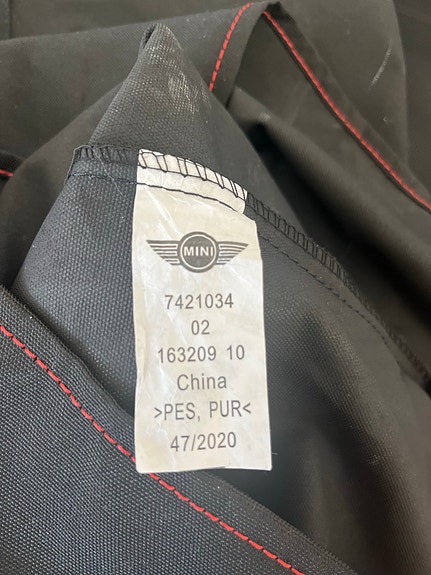 MINI
7421034
02
163209 10
China
>PES, PUR<
47/2020